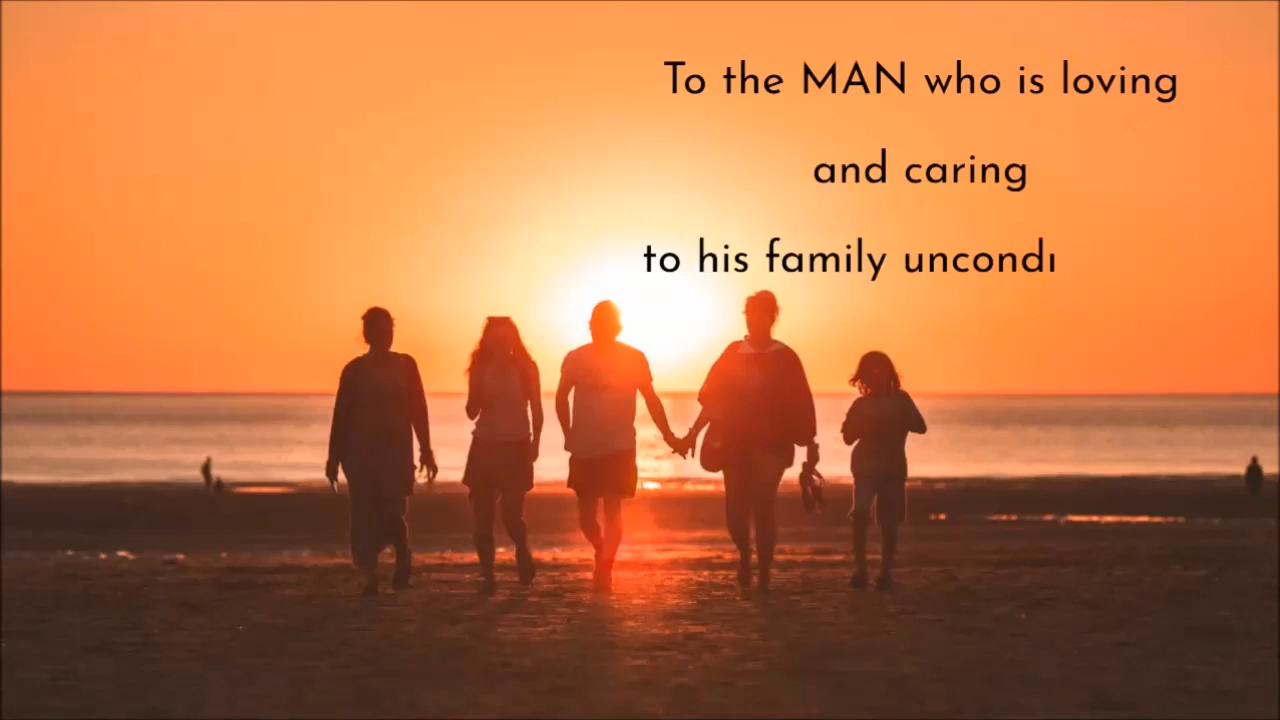 To the MAN who is loving
and caring
to his family uncondı